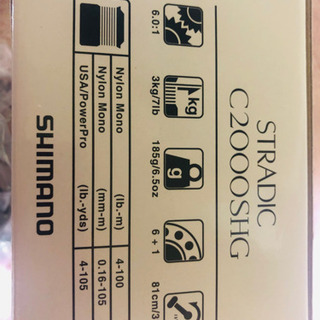 STRADIC
C2000SHG
6.0:1
kg
3kg/7lb
g
185g/6.5oz
6 + 1
81cm/3
Nylon Mono (lb.-m) 4-100
Nylon Mono (mm-m) 0.16-105
USA/PowerPro (lb.-yds) 4-105
SHIMANO